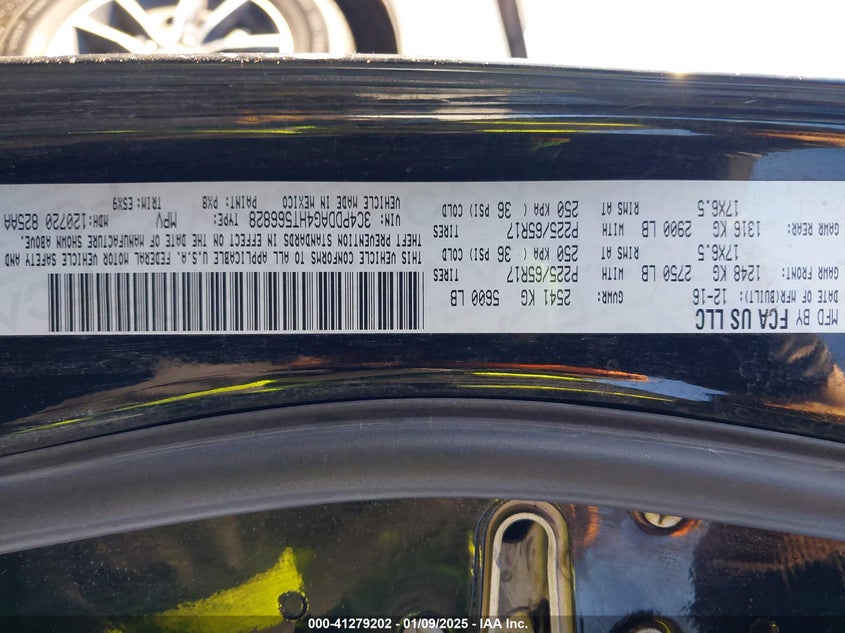 MFD BY FCA US LLC
DATE OF MFR(BUILT): 12-16 GVWR: 2541 KG 5600 LB
GAWR FRONT: 1248 KG 2750 LB WITH P225/65R17 TIRES
17X6.5 RIMS AT 250 KPA ( 36 PSI) COLD
GAWR REAR: 1316 KG 2900 LB WITH P225/65R17 TIRES
17X6.5 RIMS AT 250 KPA ( 36 PSI) COLD
THIS VEHICLE CONFORMS TO ALL APPLICABLE U.S.A. FEDERAL MOTOR VEHICLE SAFETY AND
THEFT PREVENTION STANDARDS IN EFFECT ON THE DATE OF MANUFACTURE SHOWN ABOVE.
VIN: 3C4PDDAG4HT566828 TYPE: MPV MDH: 120720 825AA
VEHICLE MADE IN MEXICO PAINT: PX8 TRIM: E5X9
000-41279202 / 01/09/2025 - IAA Inc.